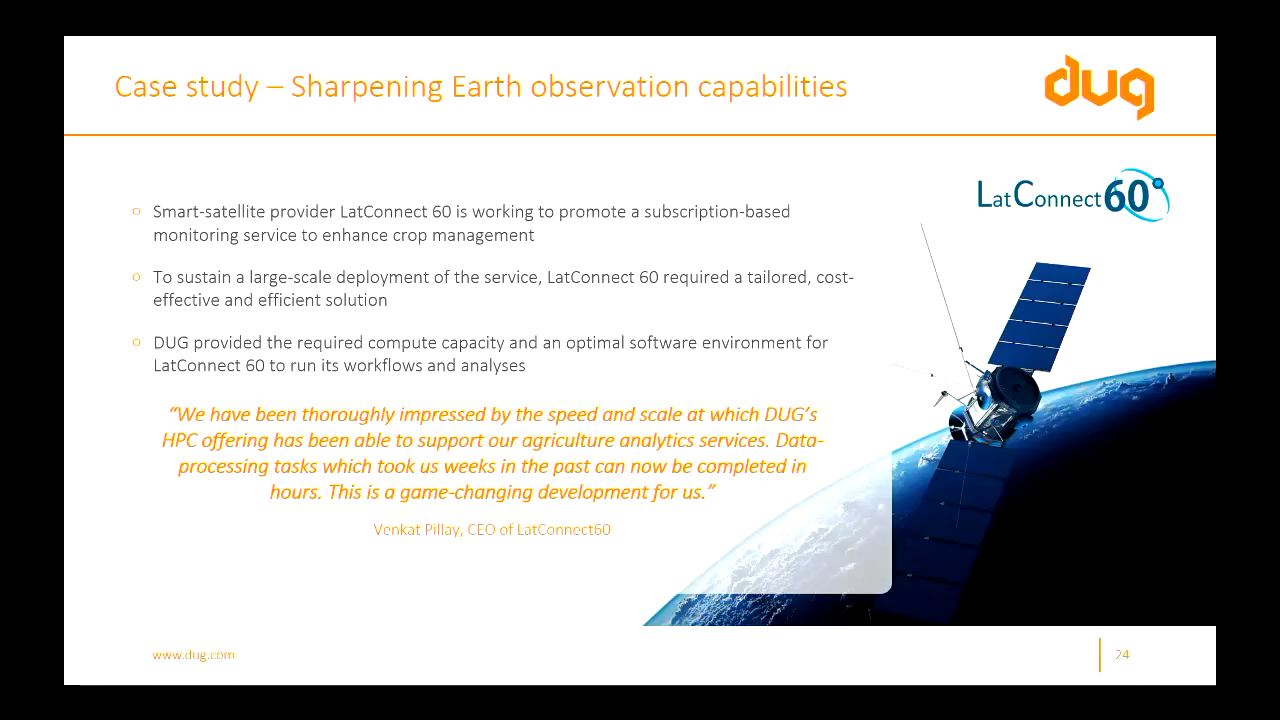 Case study – Sharpening Earth observation capabilities
dug
LatConnect 60°
○ Smart-satellite provider LatConnect 60 is working to promote a subscription-based
monitoring service to enhance crop management
○ To sustain a large-scale deployment of the service, LatConnect 60 required a tailored, cost-
effective and efficient solution
○ DUG provided the required compute capacity and an optimal software environment for
LatConnect 60 to run its workflows and analyses
“We have been thoroughly impressed by the speed and scale at which DUG’s
HPC offering has been able to support our agriculture analytics services. Data-
processing tasks which took us weeks in the past can now be completed in
hours. This is a game-changing development for us.”
Venkat Pillay, CEO of LatConnect60
www.dug.com
24